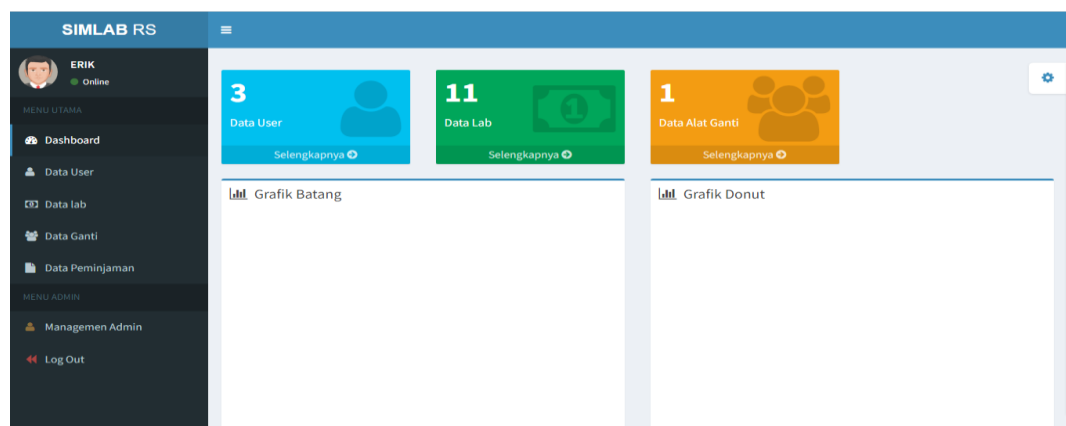 SIMLAB RS
ERIK
Online
MENU UTAMA
Dashboard
Data User
Data lab
Data Ganti
Data Peminjaman
MENU ADMIN
Managemen Admin
Log Out
3
Data User
Selengkapnya
11
Data Lab
1
Selengkapnya
1
Data Alat Ganti
Selengkapnya
Grafik Batang
Grafik Donut